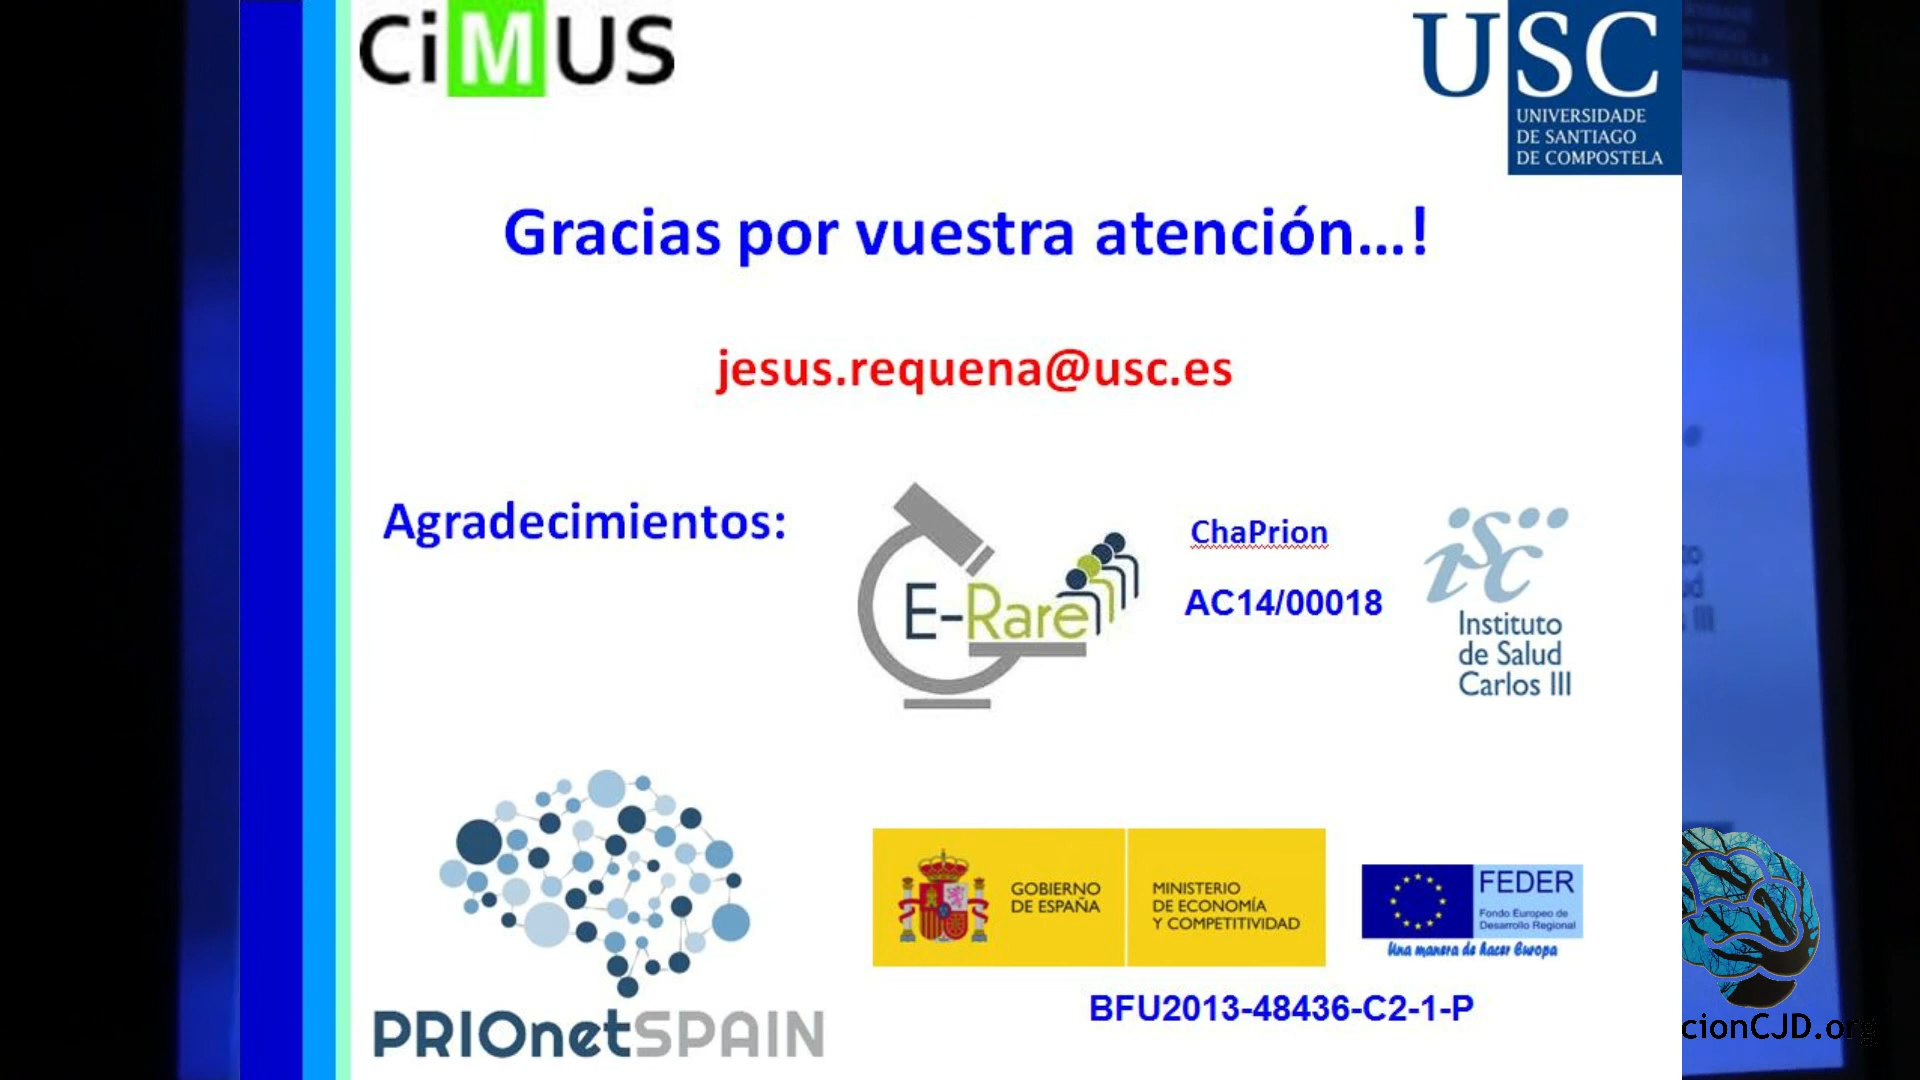 CiMUS
USC
UNIVERSIDADE
DE SANTIAGO
DE COMPOSTELA
Gracias por vuestra atención...!
jesus.requena@usc.es
Agradecimientos:
E-Rare
ChaPrion
AC14/00018
isciii
Instituto
de Salud
Carlos III
PRIOnetSPAIN
GOBIERNO
DE ESPAÑA
MINISTERIO
DE ECONOMÍA
Y COMPETITIVIDAD
FEDER
Fondo Europeo de
Desarrollo Regional
Una manera de hacer Europa
BFU2013-48436-C2-1-P
cionCJD.org